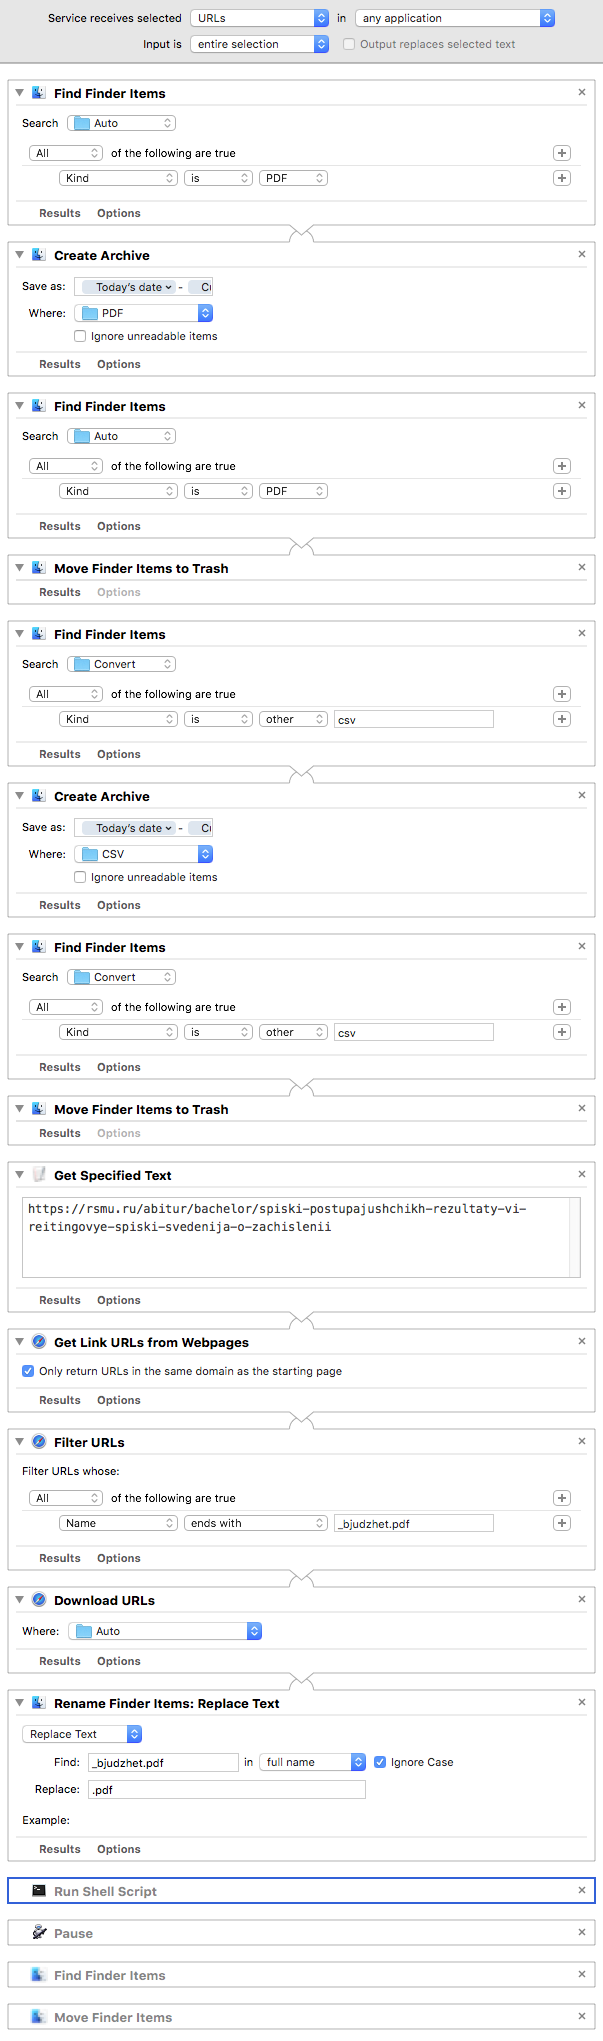 Service receives selected URLs in any application
Input is entire selection Output replaces selected text
Find Finder Items
Search Auto
All of the following are true
Kind is PDF
Results Options
Create Archive
Save as: Today's date -
Where: PDF
Ignore unreadable items
Results Options
Find Finder Items
Search Auto
All of the following are true
Kind is PDF
Results Options
Move Finder Items to Trash
Results Options
Find Finder Items
Search Convert
All of the following are true
Kind is other csv
Results Options
Create Archive
Save as: Today's date -
Where: CSV
Ignore unreadable items
Results Options
Find Finder Items
Search Convert
All of the following are true
Kind is other csv
Results Options
Move Finder Items to Trash
Results Options
Get Specified Text
https://rsmu.ru/abitur/bachelor/spiski-postupajushchikh-rezultaty-vi-
reitingovye-spiski-svedenija-o-zachislenii
Results Options
Get Link URLs from Webpages
Only return URLs in the same domain as the starting page
Results Options
Filter URLs
Filter URLs whose:
All of the following are true
Name ends with _bjudzhet.pdf
Results Options
Download URLs
Where: Auto
Results Options
Rename Finder Items: Replace Text
Replace Text
Find: _bjudzhet.pdf in full name Ignore Case
Replace: .pdf
Example:
Results Options
Run Shell Script
Pause
Find Finder Items
Move Finder Items